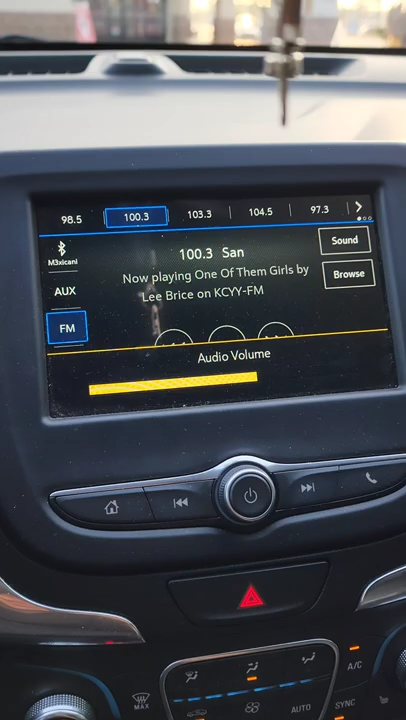 98.5 100.3 103.3 104.5 97.3
M3xicani
AUX
FM
100.3 San
Now playing One Of Them Girls by
Lee Brice on KCYY-FM
Sound
Browse
Audio Volume
MAX
AUTO
SYNC
A/C